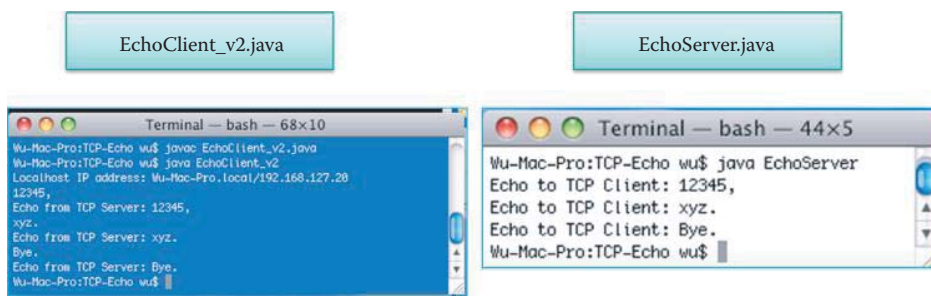 EchoClient_v2.java
EchoServer.java
Terminal — bash — 68×10
Wu-Mac-Pro:TCP-Echo wu$ javac EchoClient_v2.java
Wu-Mac-Pro:TCP-Echo wu$ java EchoClient_v2
Localhost IP address: Wu-Mac-Pro.local/192.168.127.20
12345,
Echo from TCP Server: 12345,
xyz.
Echo from TCP Server: xyz.
Bye.
Echo from TCP Server: Bye.
Wu-Mac-Pro:TCP-Echo wu$
Terminal — bash — 44×5
Wu-Mac-Pro:TCP-Echo wu$ java EchoServer
Echo to TCP Client: 12345,
Echo to TCP Client: xyz.
Echo to TCP Client: Bye.
Wu-Mac-Pro:TCP-Echo wu$